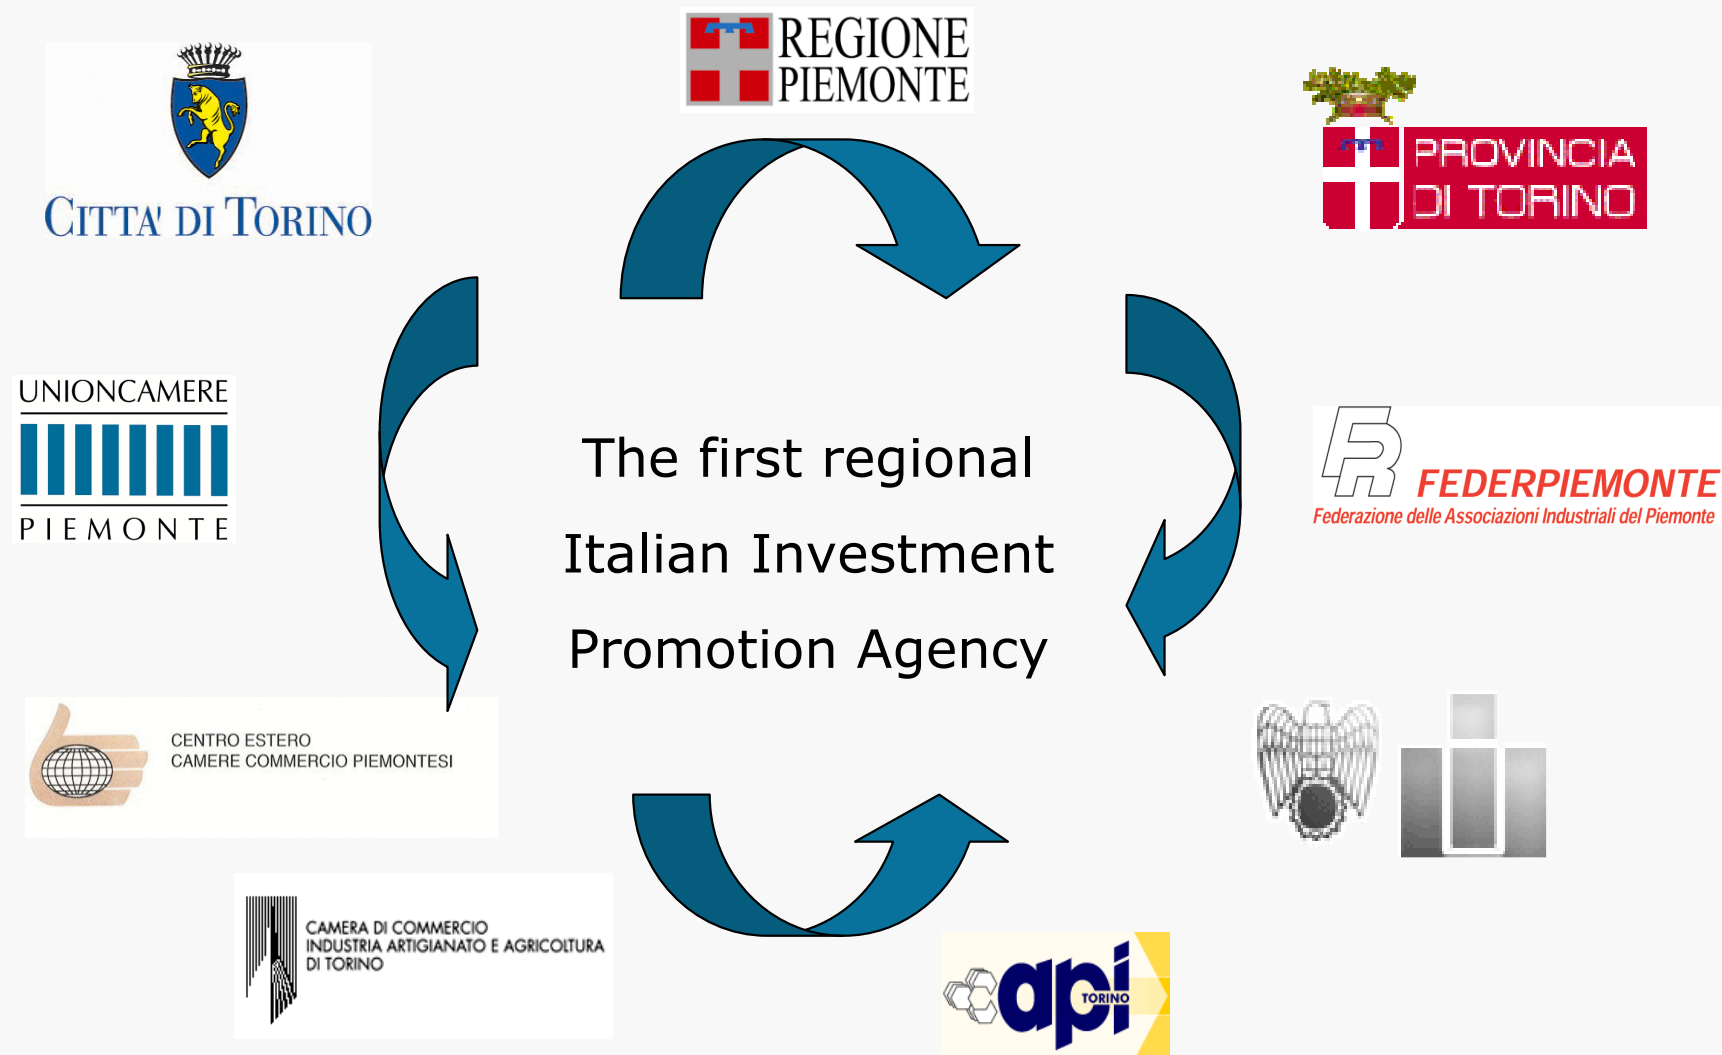 REGIONE
PIEMONTE
CITTA' DI TORINO
PROVINCIA
DI TORINO
UNIONCAMERE
PIEMONTE
The first regional
Italian Investment
Promotion Agency
FR
FEDERPIEMONTE
Federazione delle Associazioni Industriali del Piemonte
CENTRO ESTERO
CAMERE COMMERCIO PIEMONTESI
CAMERA DI COMMERCIO
INDUSTRIA ARTIGIANATO E AGRICOLTURA
DI TORINO
api
TORINO